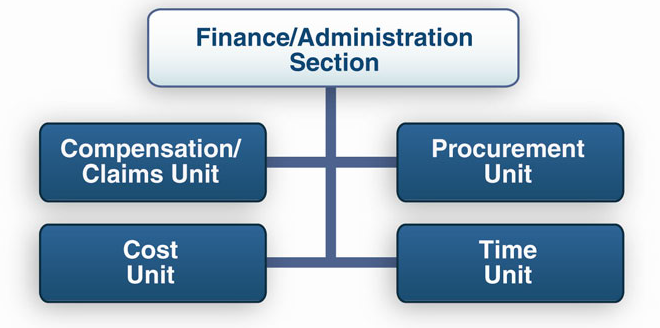 Finance/Administration
Section
Compensation/
Claims Unit
Procurement
Unit
Cost
Unit
Time
Unit